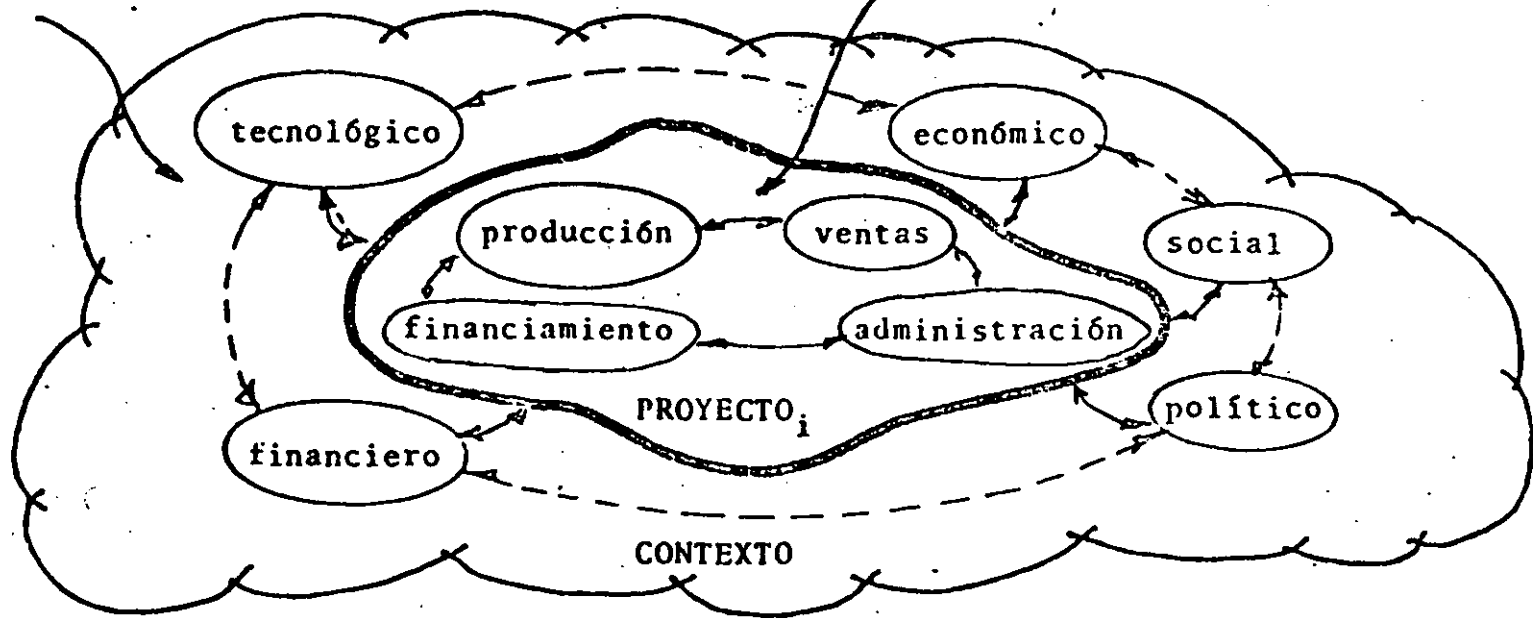 tecnológico
económico
producción
ventas
social
financiamiento
administración
PROYECTO i
político
financiero
CONTEXTO